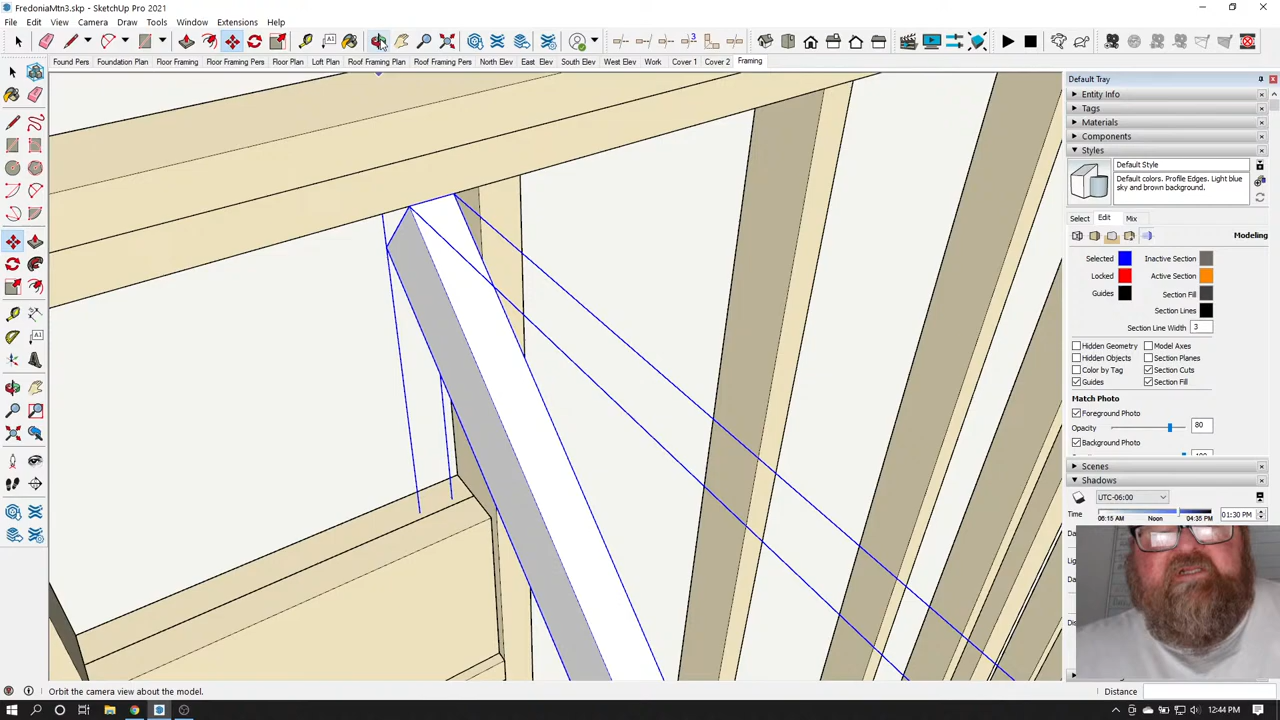 FredoniaMtn3.skp - SketchUp Pro 2021
File Edit View Camera Draw Tools Window Extensions Help
Found Pers Foundation Plan Floor Framing Floor Framing Pers Floor Plan Loft Plan Roof Framing Plan Roof Framing Pers North Elev East Elev South Elev West Elev Work Cover 1 Cover 2 Framing
Default Tray
Entity Info
Tags
Materials
Components
Styles
Default Style
Default colors. Profile Edges. Light blue
sky and brown background.
Select Edit Mix
Modeling
Selected Inactive Section
Locked Active Section
Guides Section Fill
Section Lines
Section Line Width 3
Hidden Geometry Model Axes
Hidden Objects Section Planes
Color by Tag Section Cuts
Guides Section Fill
Match Photo
Foreground Photo
Opacity 80
Background Photo
Scenes
Shadows
UTC-06:00
Time 06:15 AM Noon 04:35 PM 01:30 PM
Orbit the camera view about the model.
Distance
12:44 PM